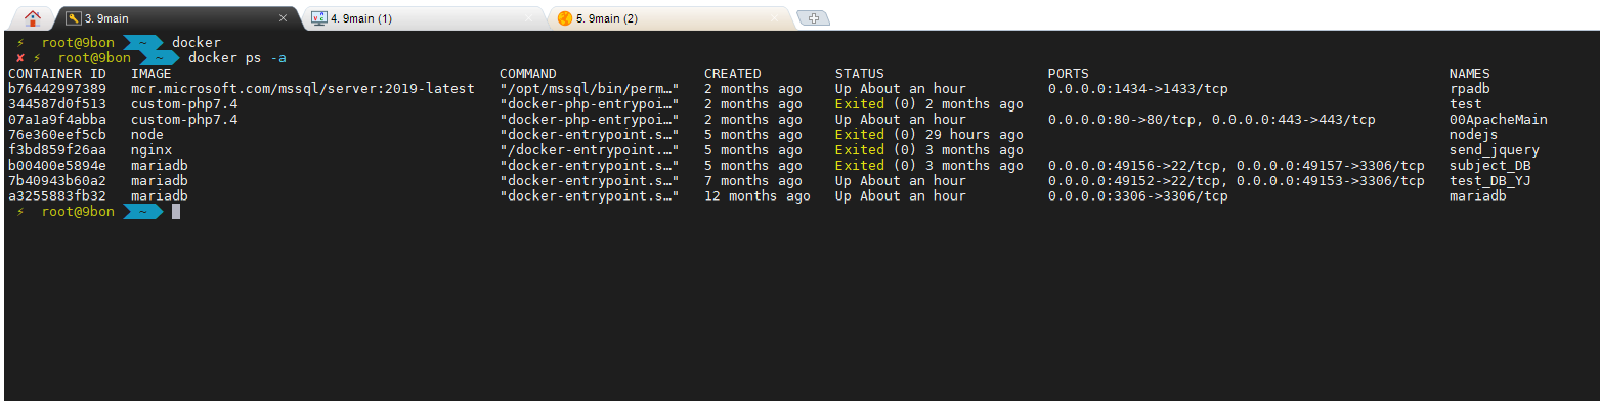 3. 9main
4. 9main (1)
5. 9main (2)
⚡ root@9bon ~ docker
✘ ⚡ root@9bon ~ docker ps -a
CONTAINER ID IMAGE COMMAND CREATED STATUS PORTS NAMES
b76442997389 mcr.microsoft.com/mssql/server:2019-latest "/opt/mssql/bin/perm…" 2 months ago Up About an hour 0.0.0.0:1434->1433/tcp rpadb
344587d0f513 custom-php7.4 "docker-php-entrypoi…" 2 months ago Exited (0) 2 months ago test
07a1a9f4abba custom-php7.4 "docker-php-entrypoi…" 2 months ago Up About an hour 0.0.0.0:80->80/tcp, 0.0.0.0:443->443/tcp 00ApacheMain
76e360eef5cb node "docker-entrypoint.s…" 5 months ago Exited (0) 29 hours ago nodejs
f3bd859f26aa nginx "/docker-entrypoint.…" 5 months ago Exited (0) 3 months ago send_jquery
b00400e5894e mariadb "docker-entrypoint.s…" 5 months ago Exited (0) 3 months ago 0.0.0.0:49156->22/tcp, 0.0.0.0:49157->3306/tcp subject_DB
7b40943b60a2 mariadb "docker-entrypoint.s…" 7 months ago Up About an hour 0.0.0.0:49152->22/tcp, 0.0.0.0:49153->3306/tcp test_DB_YJ
a3255883fb32 mariadb "docker-entrypoint.s…" 12 months ago Up About an hour 0.0.0.0:3306->3306/tcp mariadb
⚡ root@9bon ~